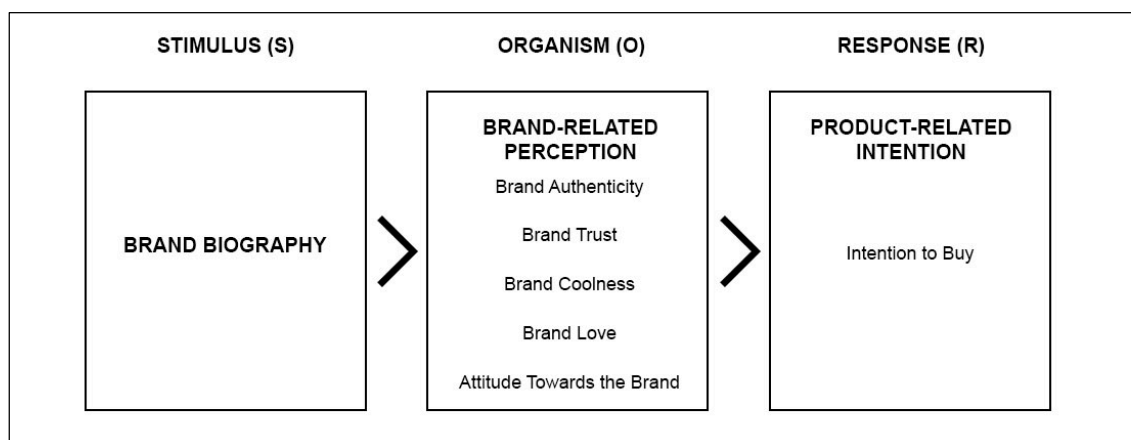 STIMULUS (S)
ORGANISM (O)
RESPONSE (R)
BRAND BIOGRAPHY
BRAND-RELATED
PERCEPTION
Brand Authenticity
Brand Trust
Brand Coolness
Brand Love
Attitude Towards the Brand
PRODUCT-RELATED
INTENTION
Intention to Buy